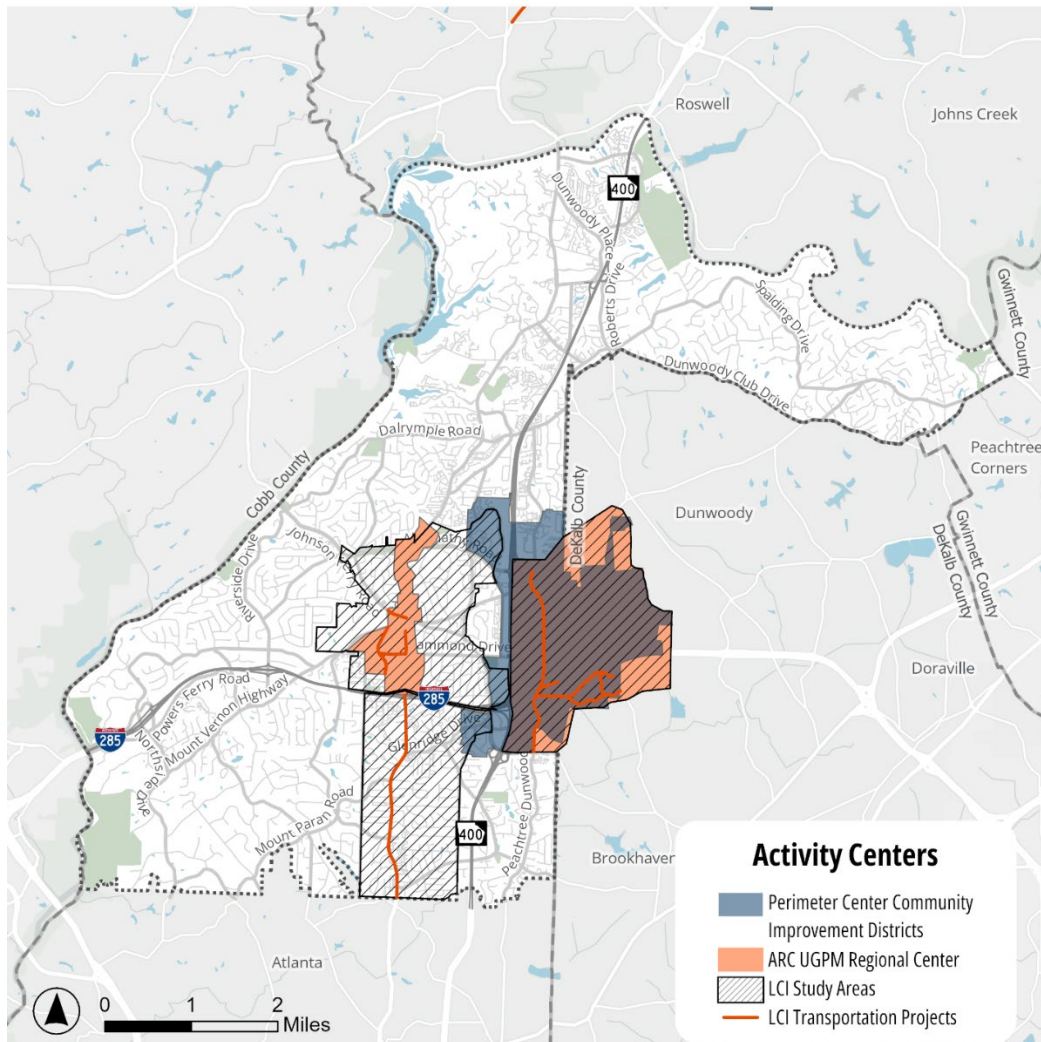 Roswell
Johns Creek
400
Dunwoody Place
Roberts Drive
Spalding Drive
Gwinnett County
Dunwoody Club Drive
Dalrymple Road
Peachtree
Corners
Cobb County
DeKalb County
Dunwoody
Gwinnett County
DeKalb County
Riverside Drive
Johnson
Road
Road
ammond Drive
Doraville
285
Powers Ferry Road
285
Mount Vernon Highway
Glenridge Drive
Northside Drive
Mount Paran Road
400
Peachtree Dunwoody
Brookhaven
Atlanta
0 1 2
Miles
Activity Centers
Perimeter Center Community
Improvement Districts
ARC UGPM Regional Center
LCI Study Areas
LCI Transportation Projects